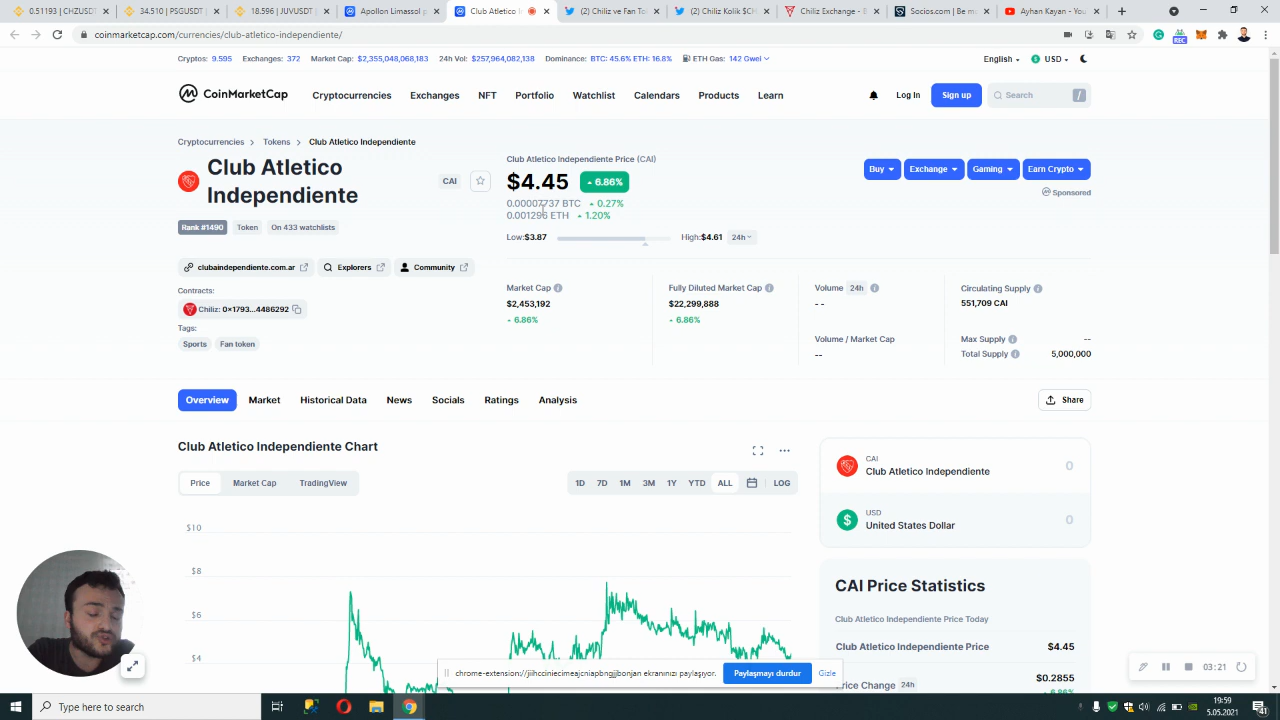 0.51193 | CHZUSDT |
34.510 | PSGUSDT |
18.596 | JUVUSDT |
Apollon Limassol p
Club Atletico I
(2) Chiliz ve Fan To
(2) Chiliz Kolik SCH
Chiliz Exchange - B
Socios.com | Be m
Ayhan Kayan - You
coinmarketcap.com/currencies/club-atletico-independiente/
REC
Cryptos: 9.595 Exchanges: 372 Market Cap: $2,355,048,068,183 24h Vol: $257,964,082,138 Dominance: BTC: 45.6% ETH: 16.8% ETH Gas: 142 Gwei
English USD
CoinMarketCap
Cryptocurrencies Exchanges NFT Portfolio Watchlist Calendars Products Learn
Log In Sign up Search /
Cryptocurrencies > Tokens > Club Atletico Independiente
Club Atletico
Independiente
CAI
Rank #1490 Token On 433 watchlists
clubaindependiente.com.ar Explorers Community
Contracts:
Chiliz: 0×1793...4486292
Tags:
Sports Fan token
Club Atletico Independiente Price (CAI)
$4.45 6.86%
0.00007737 BTC 0.27%
0.001296 ETH 1.20%
Low:$3.87 High:$4.61 24h
Buy Exchange Gaming Earn Crypto
Sponsored
Market Cap
$2,453,192
6.86%
Fully Diluted Market Cap
$22,299,888
6.86%
Volume 24h
- -
Volume / Market Cap
--
Circulating Supply
551,709 CAI
Max Supply --
Total Supply 5,000,000
Overview Market Historical Data News Socials Ratings Analysis
Share
Club Atletico Independiente Chart
Price Market Cap TradingView
1D 7D 1M 3M 1Y YTD ALL LOG
$10
$8
$6
$4
CAI
Club Atletico Independiente 0
USD
United States Dollar 0
CAI Price Statistics
Club Atletico Independiente Price Today
Club Atletico Independiente Price $4.45
Price Change 24h $0.2855
6.86%
chrome-extension://jiihcciniecimeajcniapbngjjbonjan ekranınızı paylaşıyor. Paylaşmayı durdur Gizle
03:21
Type here to search
19:59
5.05.2021
41